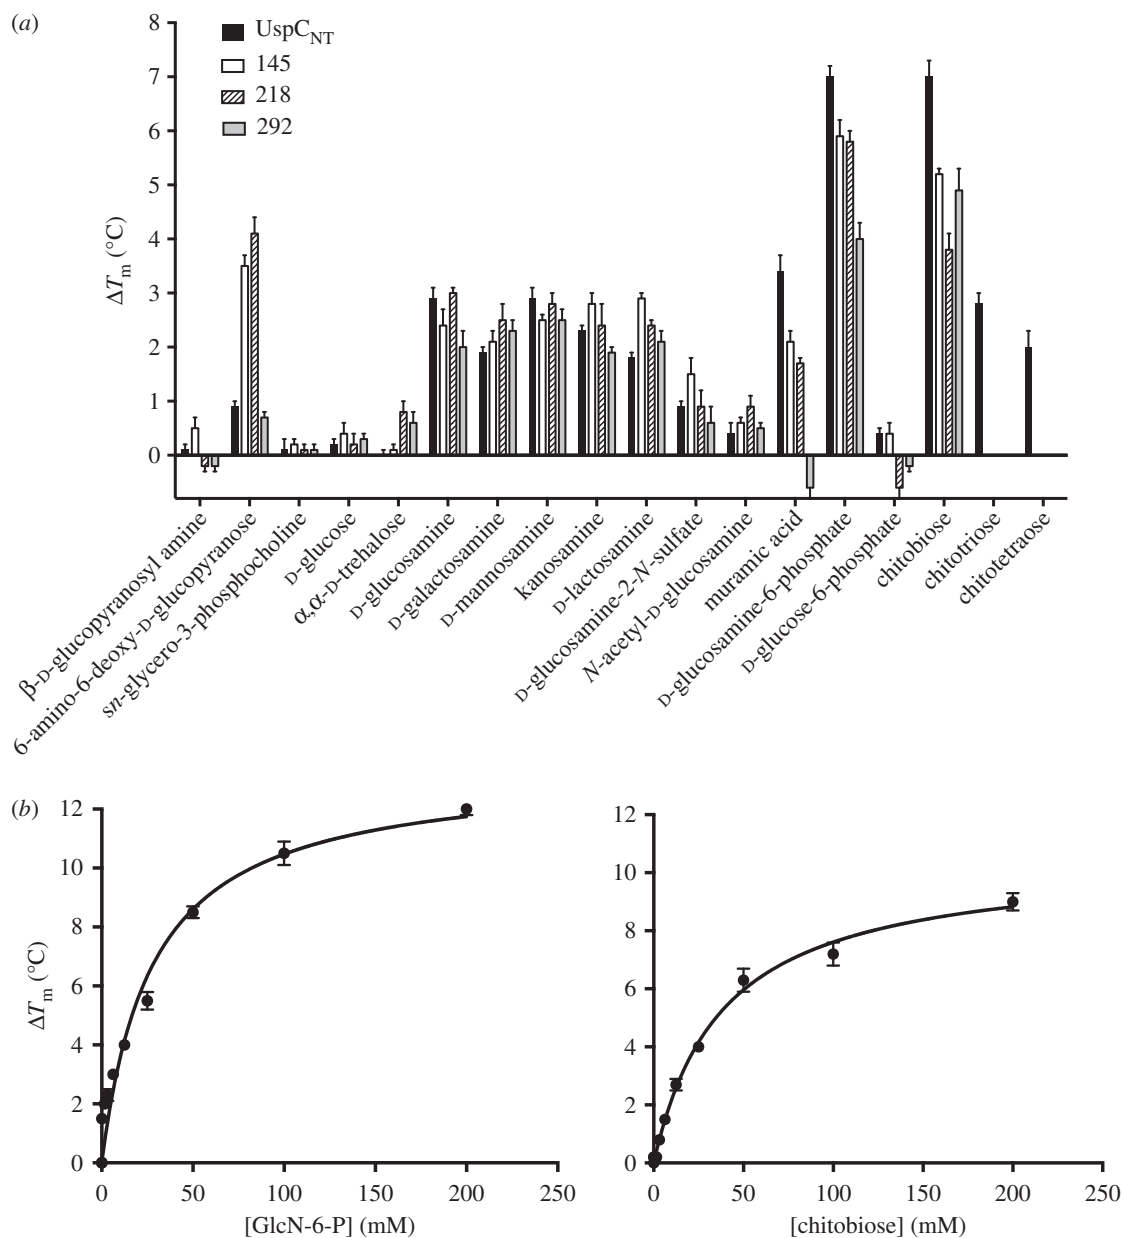 (a)
8
7
6
5
4
3
2
1
0
ΔTm (°C)
UspCNT
145
218
292
β-D-glucopyranosyl amine
6-amino-6-deoxy-D-glucopyranose
sn-glycero-3-phosphocholine
D-glucose
α,α-D-trehalose
D-glucosamine
D-galactosamine
D-mannosamine
kanosamine
D-lactosamine
D-glucosamine-2-N-sulfate
N-acetyl-D-glucosamine
muramic acid
D-glucosamine-6-phosphate
D-glucose-6-phosphate
chitobiose
chitotriose
chitotetraose
(b)
12
10
8
6
4
2
0
ΔTm (°C)
0 50 100 150 200 250
[GlcN-6-P] (mM)
12
10
8
6
4
2
0
0 50 100 150 200 250
[chitobiose] (mM)